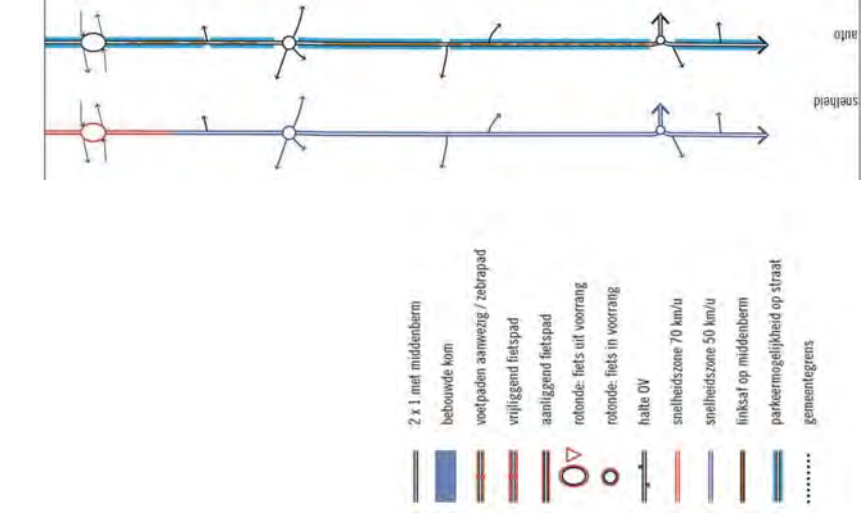 auto
snelheid
2 x 1 met middenberm
bebouwde kom
voetpaden aanwezig / zebrapad
vrijliggend fietspad
aanliggend fietspad
rotonde: fiets uit voorrang
rotonde: fiets in voorrang
halte OV
snelheidszone 70 km/u
snelheidszone 50 km/u
linksaf op middenberm
parkeermogelijkheid op straat
gemeentegrens